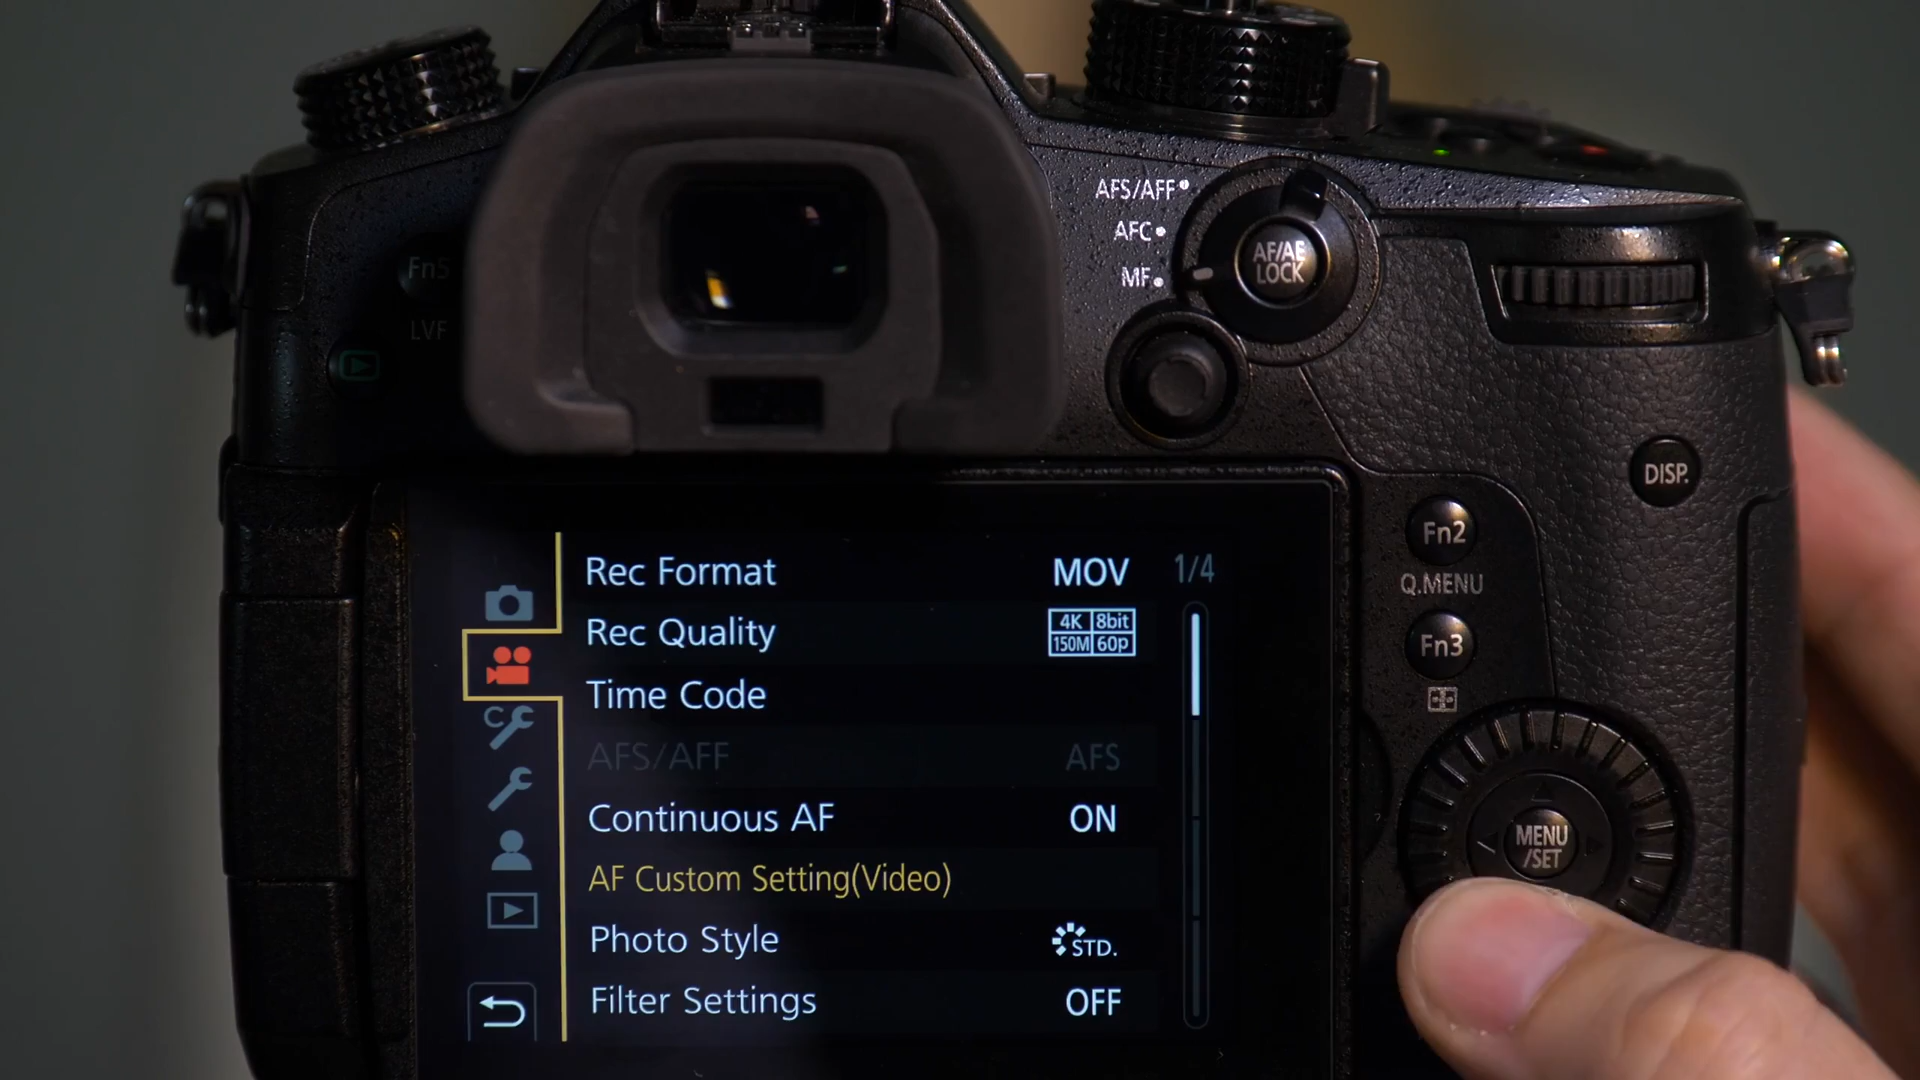 AFS/AFF
AFC
MF
AF/AE
LOCK
Fn5
LVF
DISP.
Fn2
Q.MENU
Fn3
MENU
/SET
Rec Format MOV 1/4
Rec Quality 4K 8bit
150M 60p
Time Code
AFS/AFF AFS
Continuous AF ON
AF Custom Setting(Video)
Photo Style STD.
Filter Settings OFF
C